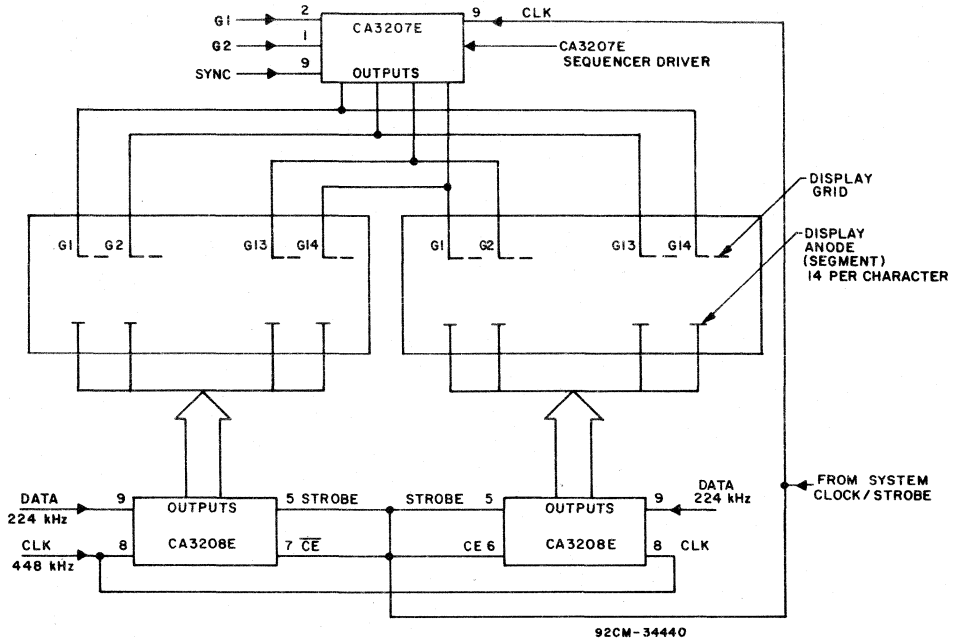 G1 2 CA3207E 9 CLK
G2 1
SYNC 9 OUTPUTS
CA3207E
SEQUENCER DRIVER
DISPLAY
GRID
G1 G2 G13 G14 G1 G2 G13 G14
DISPLAY
ANODE
(SEGMENT)
14 PER CHARACTER
DATA 9 OUTPUTS 5 STROBE STROBE 5 OUTPUTS 9 DATA
224 kHz 224 kHz
FROM SYSTEM
CLOCK/STROBE
CLK 8 CA3208E 7 C̅E̅ CE 6 CA3208E 8 CLK
448 kHz
92CM-34440